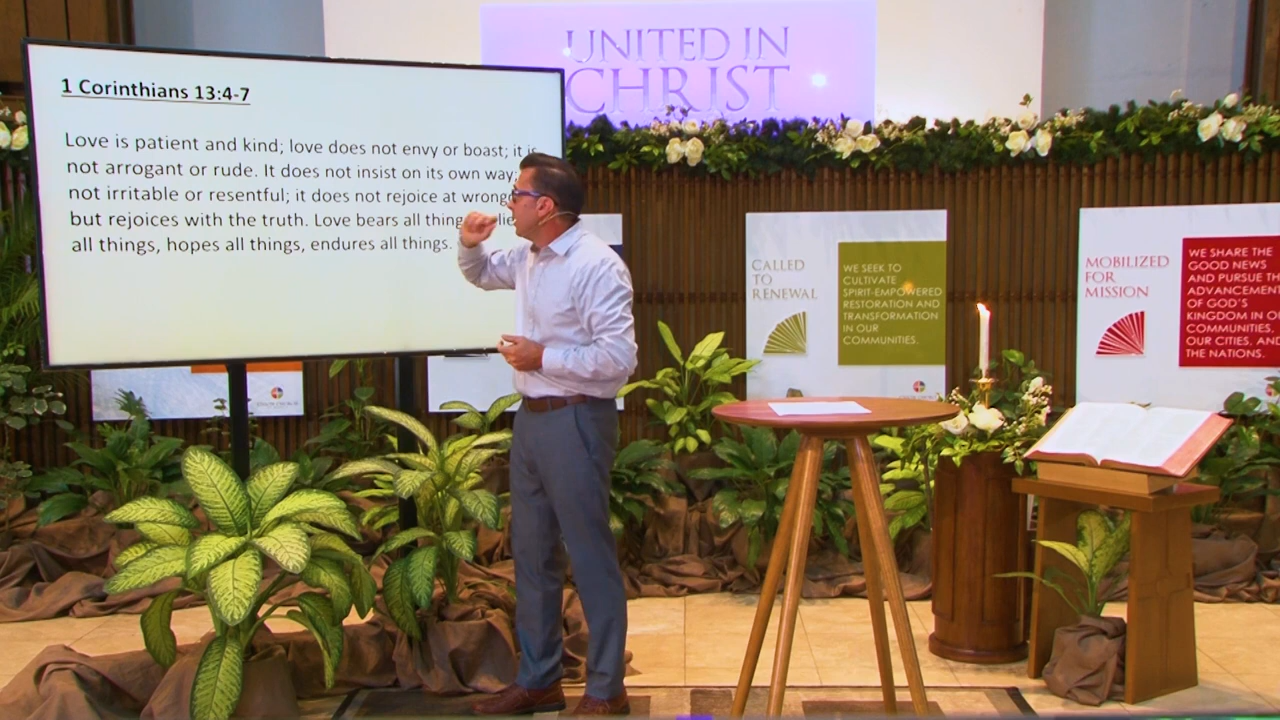 UNITED IN
CHRIST
1 Corinthians 13:4-7
Love is patient and kind; love does not envy or boast; it is
not arrogant or rude. It does not insist on its own way;
not irritable or resentful; it does not rejoice at wrong
but rejoices with the truth. Love bears all things
all things, hopes all things, endures all things.
CALLED
TO
RENEWAL
WE SEEK TO
CULTIVATE
SPIRIT-EMPOWERED
RESTORATION AND
TRANSFORMATION
IN OUR
COMMUNITIES.
MOBILIZED
FOR
MISSION
WE SHARE THE
GOOD NEWS
AND PURSUE THE
ADVANCEMENT
OF GOD'S
KINGDOM IN OUR
COMMUNITIES,
OUR CITIES, AND
THE NATIONS.